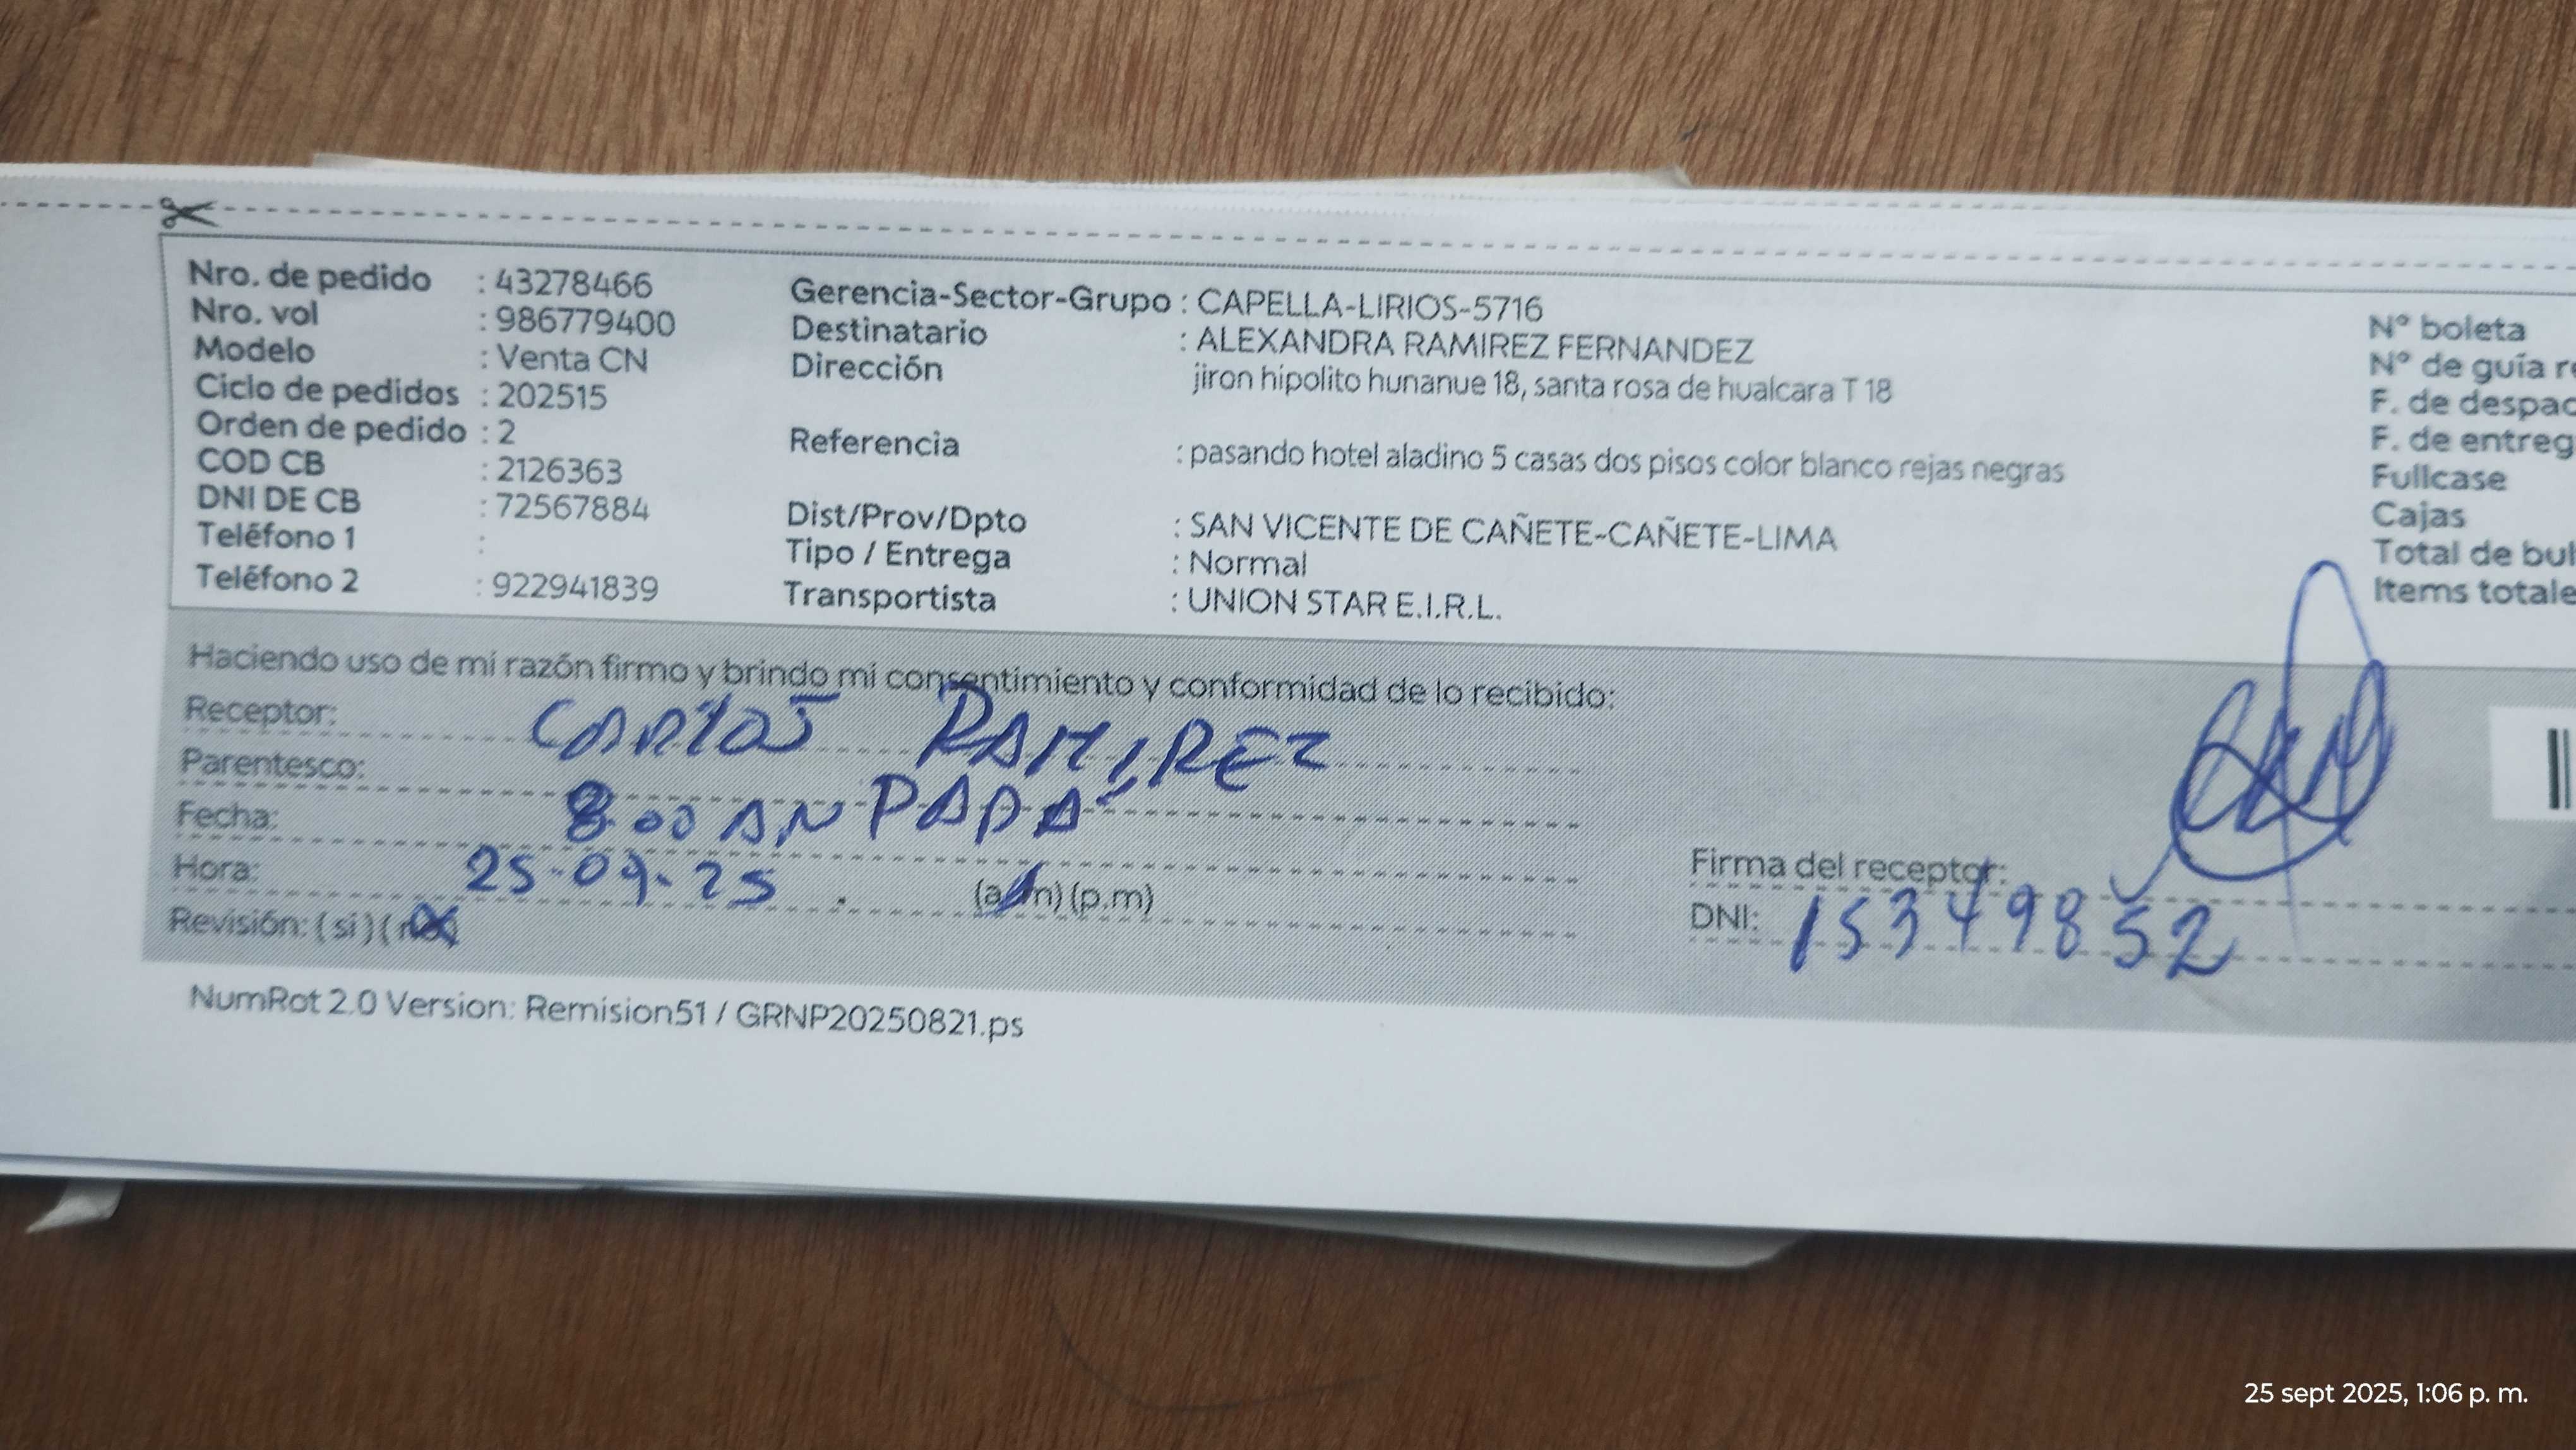 Nro. de pedido : 43278466
Nro. vol : 986779400
Modelo : Venta CN
Ciclo de pedidos : 202515
Orden de pedido : 2
COD CB : 2126363
DNI DE CB : 72567884
Teléfono 1 :
Teléfono 2 : 922941839
Gerencia-Sector-Grupo : CAPELLA-LIRIOS-5716
Destinatario : ALEXANDRA RAMIREZ FERNANDEZ
Dirección jiron hipolito hunanue 18, santa rosa de hualcara T 18
Referencia : pasando hotel aladino 5 casas dos pisos color blanco rejas negras
Dist/Prov/Dpto : SAN VICENTE DE CAÑETE-CAÑETE-LIMA
Tipo / Entrega : Normal
Transportista : UNION STAR E.I.R.L.
Nº boleta
Nº de guía re
F. de despac
F. de entreg
Fullcase
Cajas
Total de bul
Items totale
Haciendo uso de mi razón firmo y brindo mi consentimiento y conformidad de lo recibido:
Receptor: CARLOS RAMIREZ
Parentesco: PAPA
Fecha: 8:00 AM
Hora: 25-09-25 (a.m) (p.m)
Revisión: ( si ) ( no )
Firma del receptor:
DNI: 15349852
NumRot 2.0 Version: Remision51 / GRNP20250821.ps
25 sept 2025, 1:06 p. m.